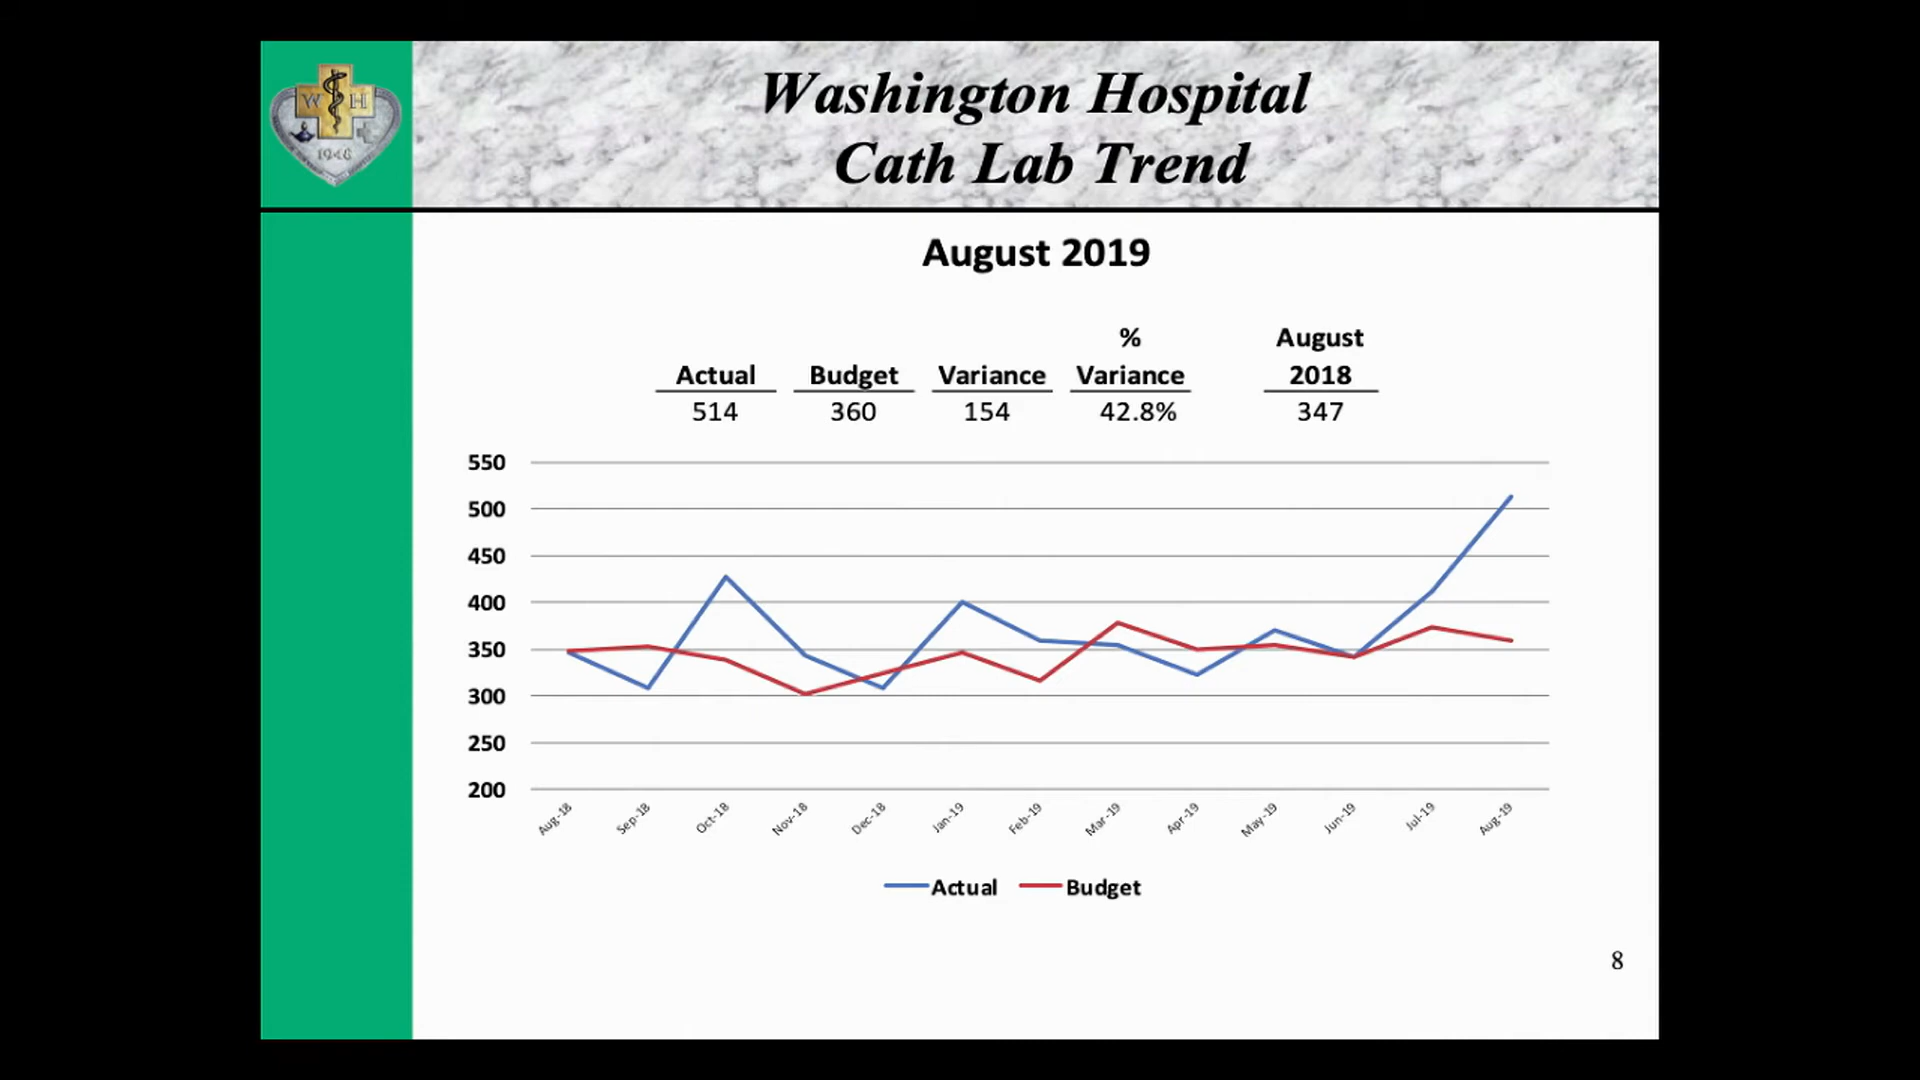 W H
1948
Washington Hospital
Cath Lab Trend
August 2019
Actual Budget Variance % Variance August 2018
514 360 154 42.8% 347
550
500
450
400
350
300
250
200
Aug-18 Sep-18 Oct-18 Nov-18 Dec-18 Jan-19 Feb-19 Mar-19 Apr-19 May-19 Jun-19 Jul-19 Aug-19
Actual Budget
8